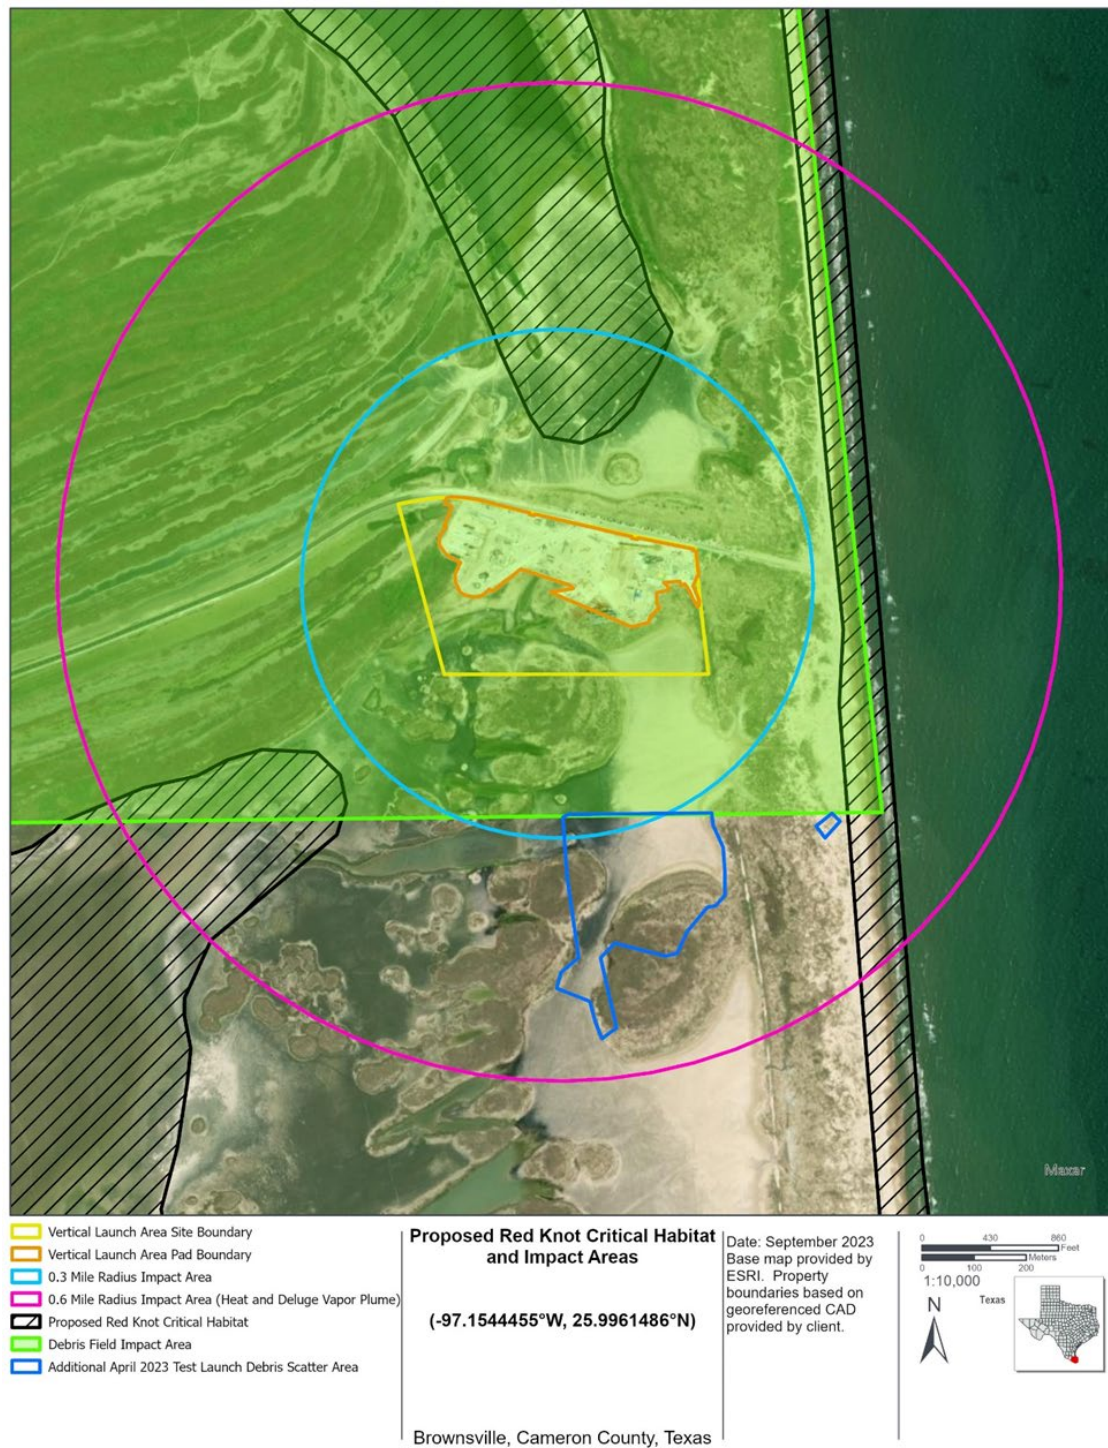 Maxar
Vertical Launch Area Site Boundary
Vertical Launch Area Pad Boundary
0.3 Mile Radius Impact Area
0.6 Mile Radius Impact Area (Heat and Deluge Vapor Plume)
Proposed Red Knot Critical Habitat
Debris Field Impact Area
Additional April 2023 Test Launch Debris Scatter Area
Proposed Red Knot Critical Habitat
and Impact Areas
(-97.1544455°W, 25.9961486°N)
Brownsville, Cameron County, Texas
Date: September 2023
Base map provided by
ESRI. Property
boundaries based on
georeferenced CAD
provided by client.
0 430 860
Feet
Meters
0 100 200
1:10,000
N
Texas